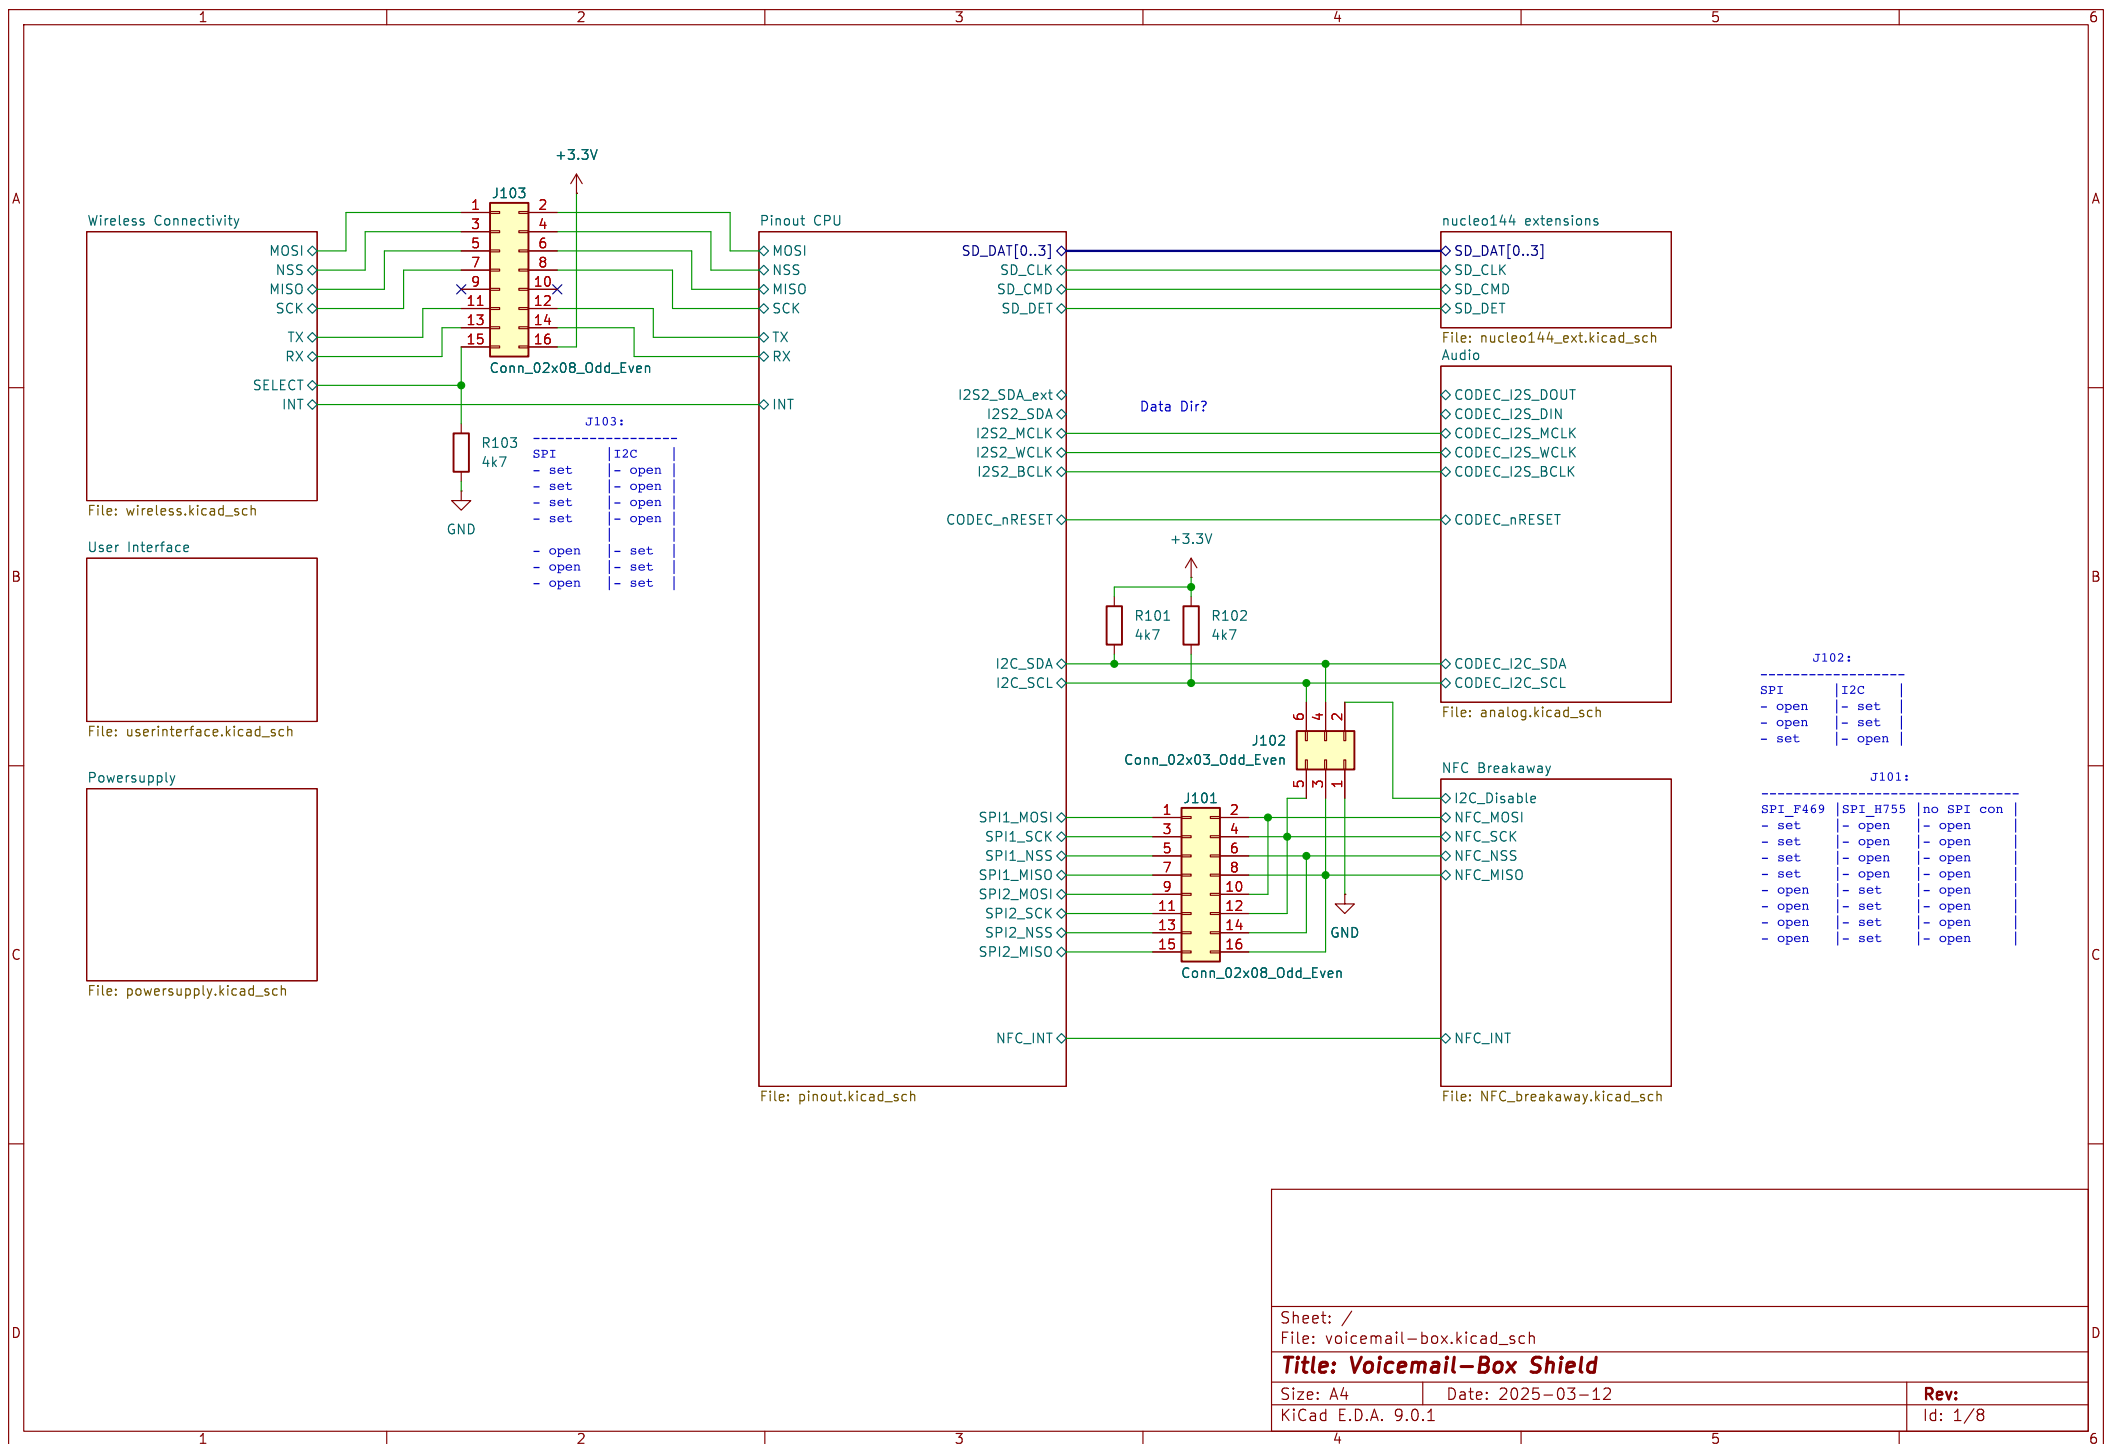 1 2 3 4 5 6
A A
B B
C C
D D
1 2 3 4 5 6
Wireless Connectivity
MOSI
NSS
MISO
SCK
TX
RX
SELECT
INT
File: wireless.kicad_sch
User Interface
File: userinterface.kicad_sch
Powersupply
File: powersupply.kicad_sch
+3.3V
J103
1 2
3 4
5 6
7 8
9 10
11 12
13 14
15 16
Conn_02x08_Odd_Even
R103
4k7
GND
J103:
------------------
SPI |I2C |
- set |- open |
- set |- open |
- set |- open |
- set |- open |
| |
- open |- set |
- open |- set |
- open |- set |
Pinout CPU
MOSI
NSS
MISO
SCK
TX
RX
INT
SD_DAT[0..3]
SD_CLK
SD_CMD
SD_DET
I2S2_SDA_ext
I2S2_SDA
I2S2_MCLK
I2S2_WCLK
I2S2_BCLK
CODEC_nRESET
I2C_SDA
I2C_SCL
SPI1_MOSI
SPI1_SCK
SPI1_NSS
SPI1_MISO
SPI2_MOSI
SPI2_SCK
SPI2_NSS
SPI2_MISO
NFC_INT
File: pinout.kicad_sch
Data Dir?
+3.3V
R101
4k7
R102
4k7
6 4 2
J102
Conn_02x03_Odd_Even
5 3 1
J101
1 2
3 4
5 6
7 8
9 10
11 12
13 14
15 16
Conn_02x08_Odd_Even
GND
nucleo144 extensions
SD_DAT[0..3]
SD_CLK
SD_CMD
SD_DET
File: nucleo144_ext.kicad_sch
Audio
CODEC_I2S_DOUT
CODEC_I2S_DIN
CODEC_I2S_MCLK
CODEC_I2S_WCLK
CODEC_I2S_BCLK
CODEC_nRESET
CODEC_I2C_SDA
CODEC_I2C_SCL
File: analog.kicad_sch
NFC Breakaway
I2C_Disable
NFC_MOSI
NFC_SCK
NFC_NSS
NFC_MISO
NFC_INT
File: NFC_breakaway.kicad_sch
J102:
------------------
SPI |I2C |
- open |- set |
- open |- set |
- set |- open |
J101:
--------------------------------
SPI_F469 |SPI_H755 |no SPI con |
- set |- open |- open |
- set |- open |- open |
- set |- open |- open |
- set |- open |- open |
- open |- set |- open |
- open |- set |- open |
- open |- set |- open |
- open |- set |- open |
Sheet: /
File: voicemail-box.kicad_sch
Title: Voicemail-Box Shield
Size: A4 Date: 2025-03-12 Rev:
KiCad E.D.A. 9.0.1 Id: 1/8